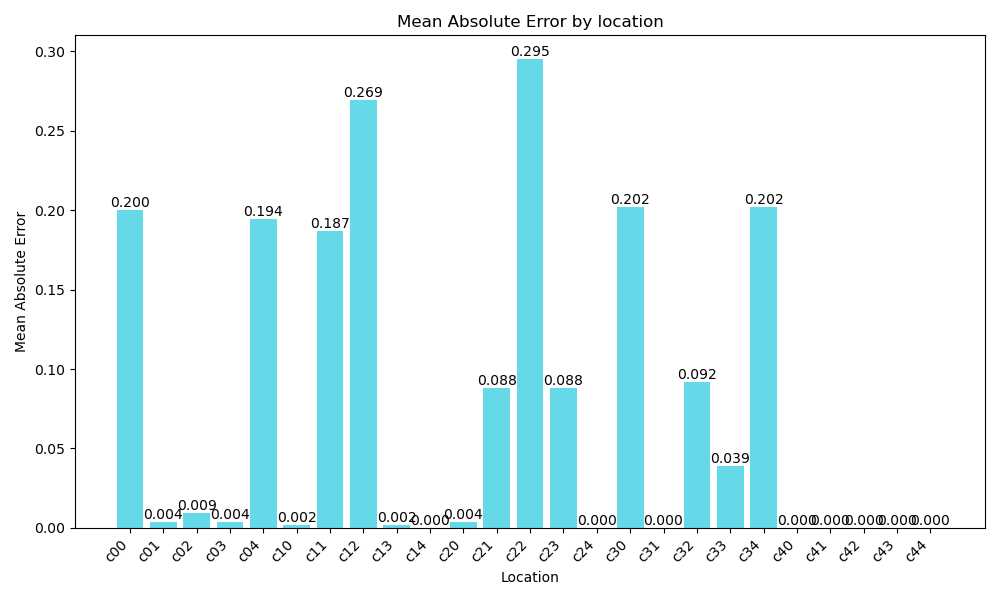 Mean Absolute Error by location
Mean Absolute Error
0.30
0.25
0.20
0.15
0.10
0.05
0.00
0.200
0.004
0.009
0.004
0.194
0.002
0.187
0.269
0.002
0.000
0.004
0.088
0.295
0.088
0.000
0.202
0.000
0.092
0.039
0.202
0.000
0.000
0.000
0.000
0.000
c00
c01
c02
c03
c04
c10
c11
c12
c13
c14
c20
c21
c22
c23
c24
c30
c31
c32
c33
c34
c40
c41
c42
c43
c44
Location